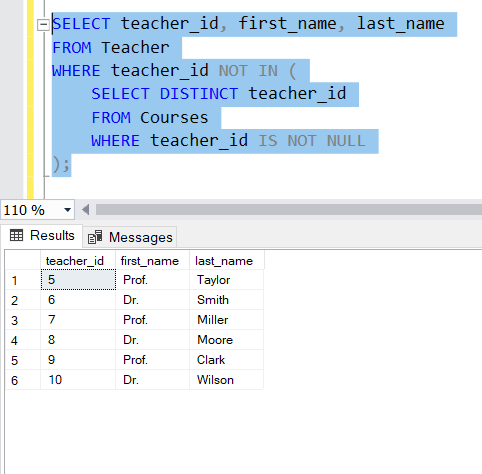 SELECT teacher_id, first_name, last_name
FROM Teacher
WHERE teacher_id NOT IN (
SELECT DISTINCT teacher_id
FROM Courses
WHERE teacher_id IS NOT NULL
);
110 %
Results Messages
teacher_id first_name last_name
1 5 Prof. Taylor
2 6 Dr. Smith
3 7 Prof. Miller
4 8 Dr. Moore
5 9 Prof. Clark
6 10 Dr. Wilson